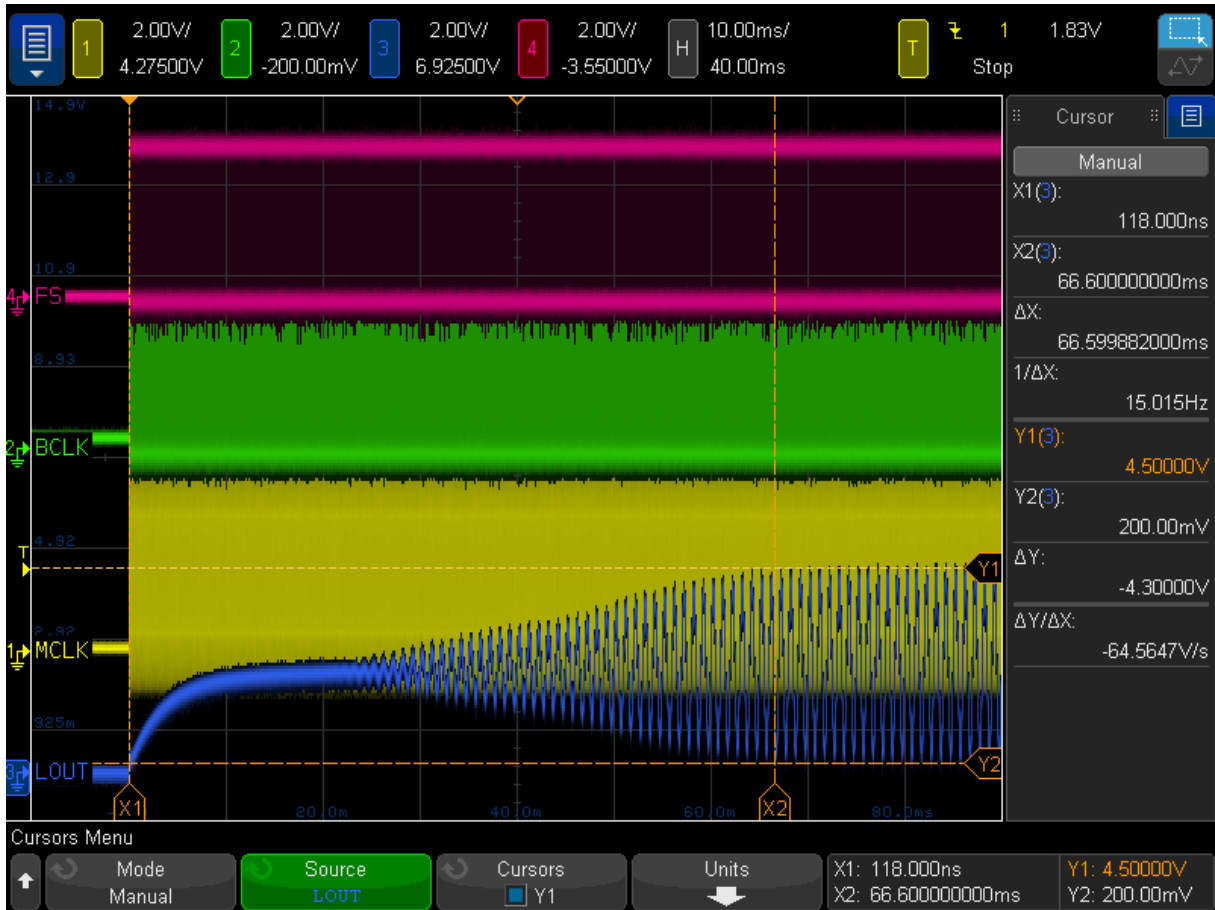 1 2.00V/ 2 2.00V/ 3 2.00V/ 4 2.00V/ H 10.00ms/ T 1 1.83V
4.27500V -200.00mV 6.92500V -3.55000V 40.00ms Stop
14.9V
12.9
10.9
4 FS
8.93
2 BCLK
4.92
T
Y1
2.92
1 MCLK
925m
3 LOUT
Y2
X1 20.0m 40.0m 60.0m X2 80.0ms
Cursor
Manual
X1(3):
118.000ns
X2(3):
66.600000000ms
ΔX:
66.599882000ms
1/ΔX:
15.015Hz
Y1(3):
4.50000V
Y2(3):
200.00mV
ΔY:
-4.30000V
ΔY/ΔX:
-64.5647V/s
Cursors Menu
Mode Source Cursors Units X1: 118.000ns Y1: 4.50000V
Manual LOUT Y1 X2: 66.600000000ms Y2: 200.00mV